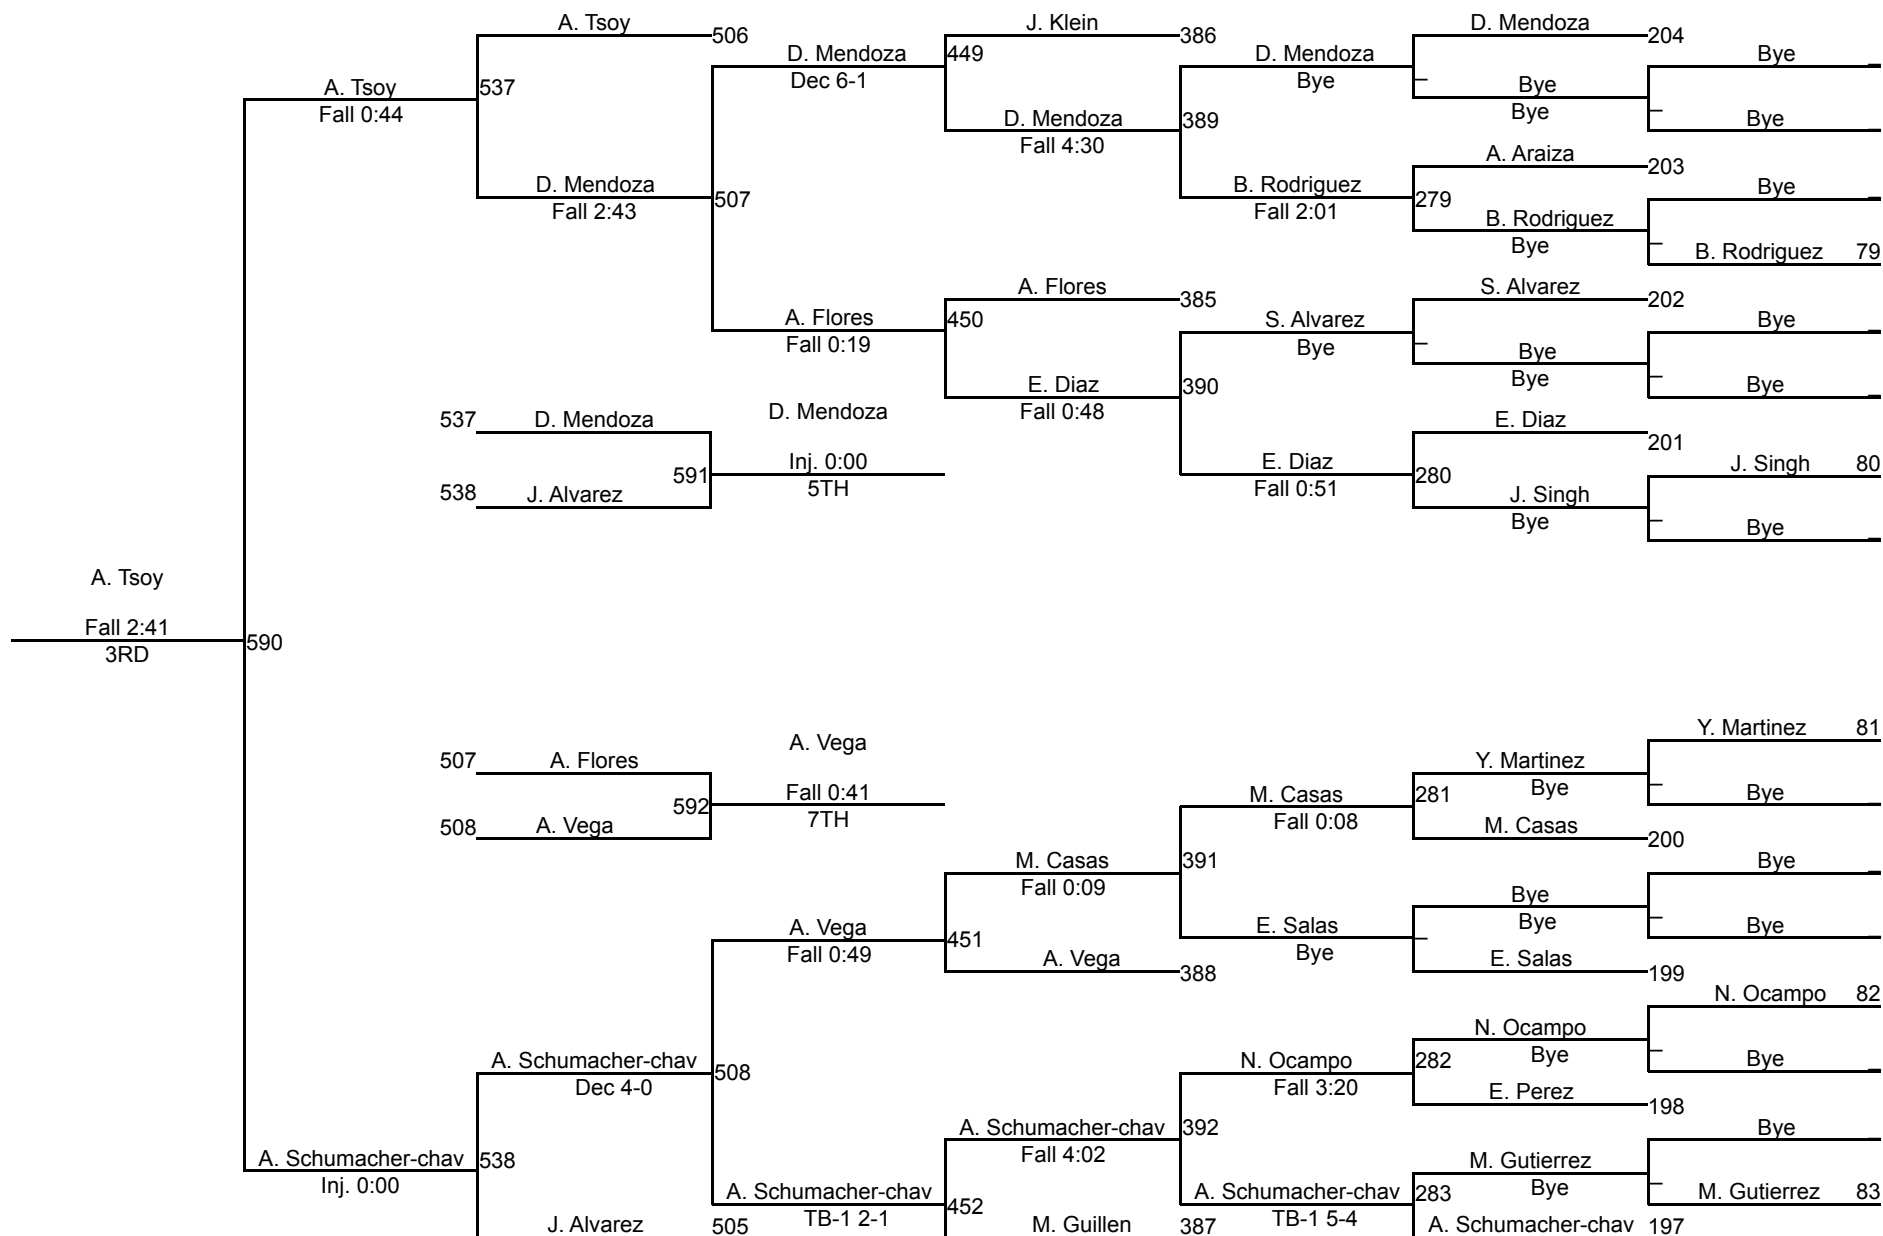 A. Tsoy
506
J. Klein
386
D. Mendoza
204
D. Mendoza
449
D. Mendoza
Bye
Dec 6-1
Bye
A. Tsoy
537
Bye
Fall 0:44
Bye
D. Mendoza
389
Bye
Fall 4:30
A. Araiza
203
D. Mendoza
507
B. Rodriguez
279
Bye
Fall 2:43
Fall 2:01
B. Rodriguez
Bye
B. Rodriguez 79
A. Flores
385
S. Alvarez
202
A. Flores
450
S. Alvarez
Bye
Fall 0:19
Bye
Bye
E. Diaz
390
Bye
Bye
Fall 0:48
537
D. Mendoza
D. Mendoza
E. Diaz
201
591
Inj. 0:00
E. Diaz
280
J. Singh 80
538
J. Alvarez
5TH
Fall 0:51
J. Singh
Bye
Bye
A. Tsoy
Fall 2:41
590
3RD
Y. Martinez 81
507
A. Flores
A. Vega
Y. Martinez
592
Fall 0:41
M. Casas
281
Bye
Bye
508
A. Vega
7TH
Fall 0:08
M. Casas
200
M. Casas
391
Bye
Fall 0:09
Bye
A. Vega
451
E. Salas
Bye
Bye
Fall 0:49
A. Vega
388
Bye
E. Salas
199
N. Ocampo 82
A. Schumacher-chav
508
N. Ocampo
282
N. Ocampo
Dec 4-0
Fall 3:20
Bye
Bye
E. Perez
198
A. Schumacher-chav
392
Bye
Fall 4:02
A. Schumacher-chav
538
M. Gutierrez
Inj. 0:00
A. Schumacher-chav
452
A. Schumacher-chav
283
Bye
M. Gutierrez 83
TB-1 2-1
TB-1 5-4
J. Alvarez
505
M. Guillen
387
A. Schumacher-chav 197